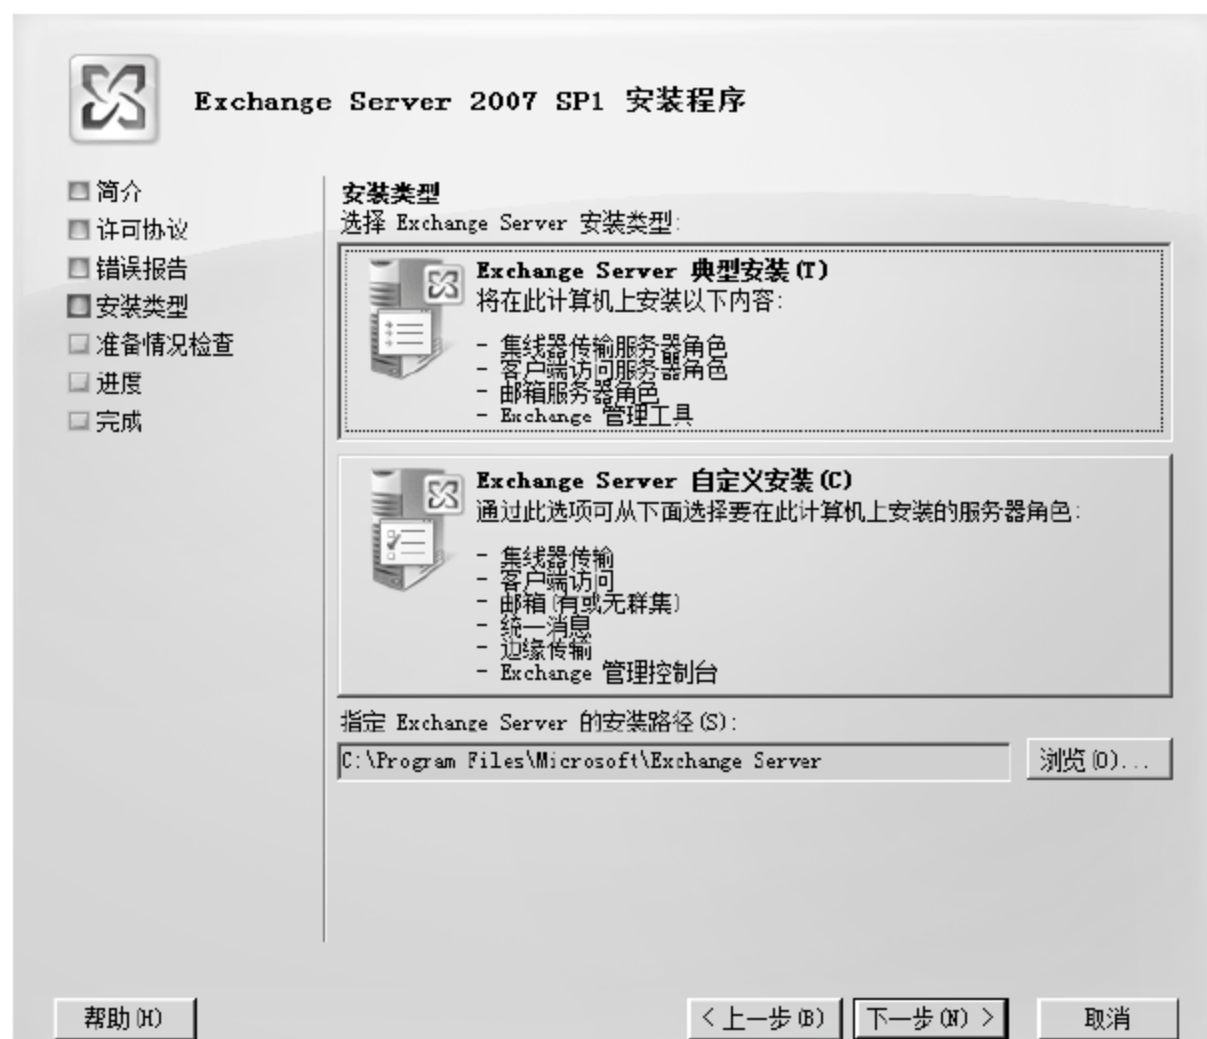 Exchange Server 2007 SP1 安装程序
简介
许可协议
错误报告
安装类型
准备情况检查
进度
完成
安装类型
选择 Exchange Server 安装类型:
Exchange Server 典型安装(T)
将在此计算机上安装以下内容:
- 集线器传输服务器角色
- 客户端访问服务器角色
- 邮箱服务器角色
- Exchange 管理工具
Exchange Server 自定义安装(C)
通过此选项可从下面选择要在此计算机上安装的服务器角色:
- 集线器传输
- 客户端访问
- 邮箱(有或无群集)
- 统一消息
- 边缘传输
- Exchange 管理控制台
指定 Exchange Server 的安装路径(S):
C:\Program Files\Microsoft\Exchange Server
浏览(O)...
帮助(H)
< 上一步(B)
下一步(N) >
取消